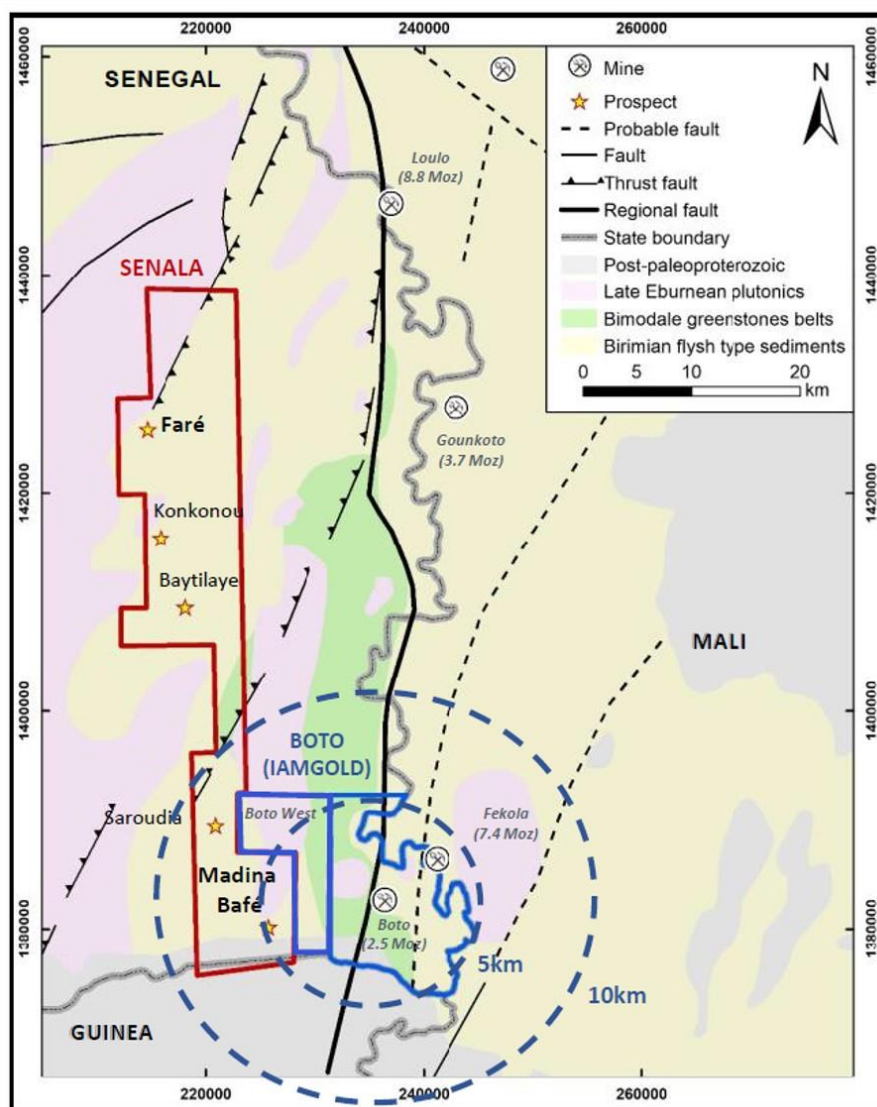 220000
240000
260000
1460000
1460000
SENEGAL
Mine
Prospect
Probable fault
Fault
Thrust fault
Regional fault
State boundary
Post-paleoproterozoic
Late Eburnean plutonics
Bimodale greenstones belts
Birimian flysh type sediments
0
10
20
km
N
Loulo
(8.8 Moz)
SENALA
1440000
1440000
Faré
Gounkoto
(3.7 Moz)
1420000
1420000
Konkonou
Baytilaye
MALI
1400000
1400000
BOTO
(IAMGOLD)
Saroudia
Boto West
Fekola
(7.4 Moz)
Madina
Bafé
Boto
(2.5 Moz)
1380000
1380000
5km
10km
GUINEA
220000
240000
260000